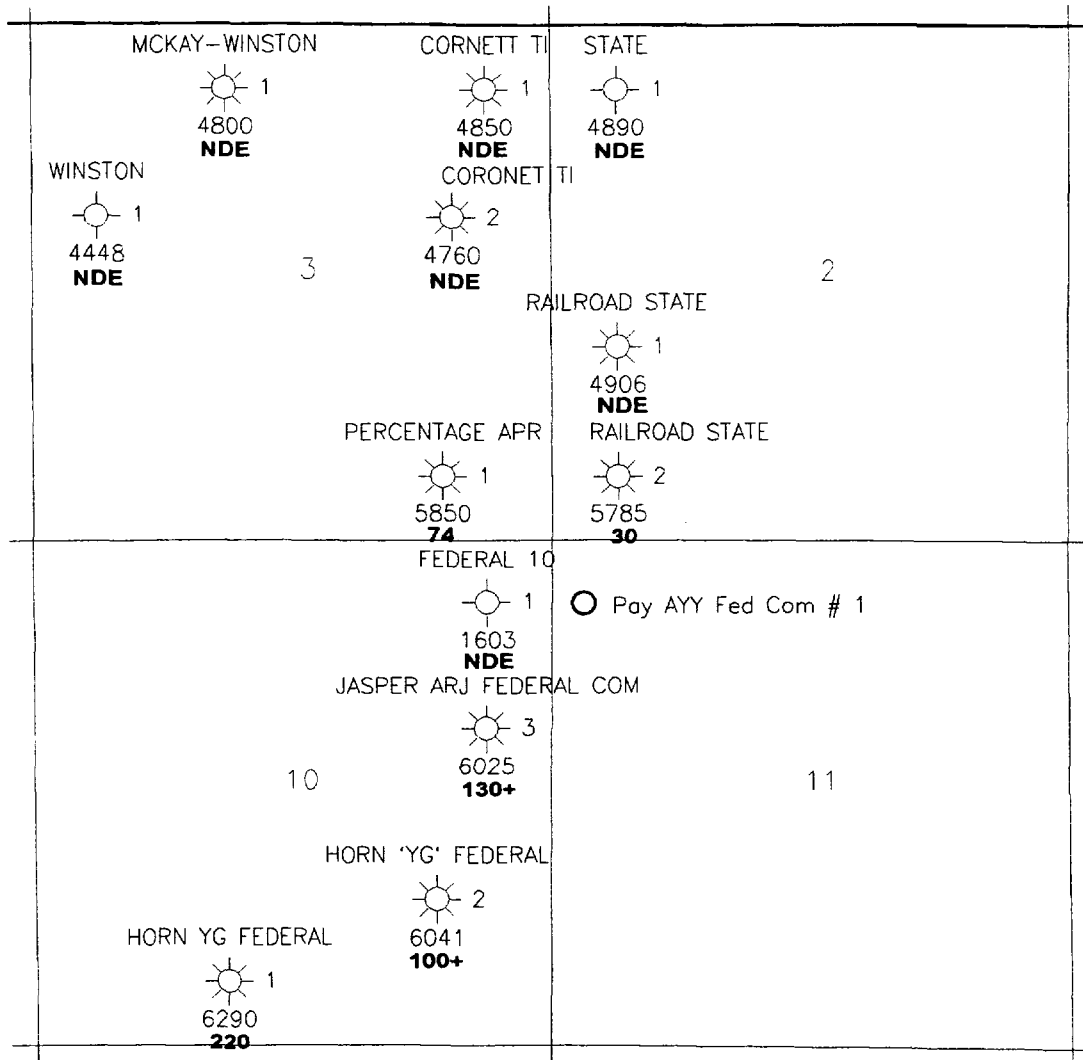 MCKAY-WINSTON
1
4800
NDE
CORNETT TI
1
4850
NDE
STATE
1
4890
NDE
WINSTON
1
4448
NDE
CORONET TI
2
4760
NDE
3
2
RAILROAD STATE
1
4906
NDE
PERCENTAGE APR
1
5850
74
RAILROAD STATE
2
5785
30
FEDERAL 10
1
1603
NDE
Pay AYY Fed Com # 1
JASPER ARJ FEDERAL COM
3
6025
130+
10
11
HORN 'YG' FEDERAL
2
6041
100+
HORN YG FEDERAL
1
6290
220